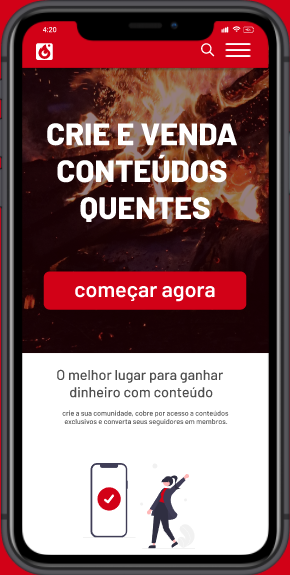 4:20
CRIE E VENDA
CONTEÚDOS
QUENTES
começar agora
O melhor lugar para ganhar
dinheiro com conteúdo
crie a sua comunidade, cobre por acesso a conteúdos
exclusivos e converta seus seguidores em membros.